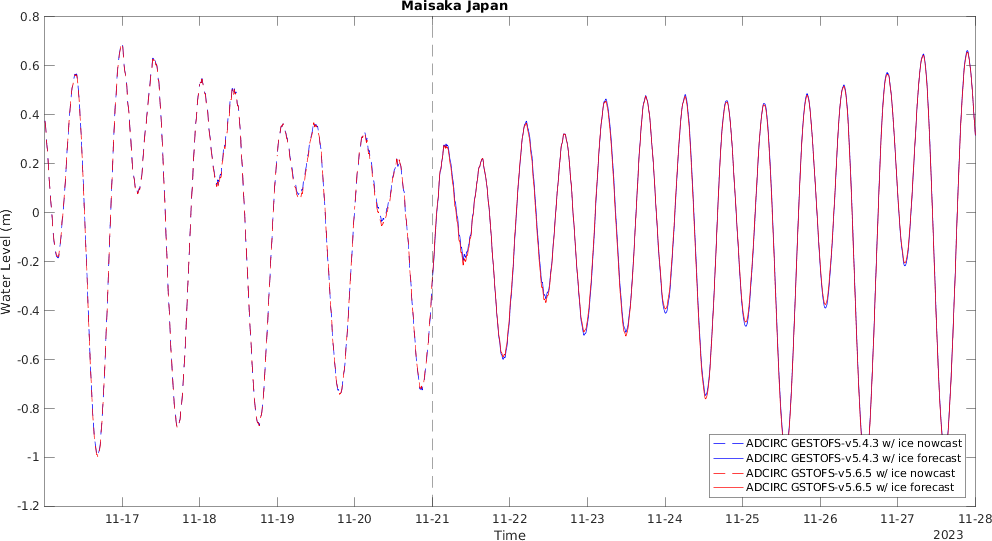 Maisaka Japan
0.8
0.6
0.4
0.2
0
-0.2
-0.4
-0.6
-0.8
-1
-1.2
Water Level (m)
ADCIRC GESTOFS-v5.4.3 w/ ice nowcast
ADCIRC GESTOFS-v5.4.3 w/ ice forecast
ADCIRC GSTOFS-v5.6.5 w/ ice nowcast
ADCIRC GSTOFS-v5.6.5 w/ ice forecast
11-17 11-18 11-19 11-20 11-21 11-22 11-23 11-24 11-25 11-26 11-27 11-28
Time
2023